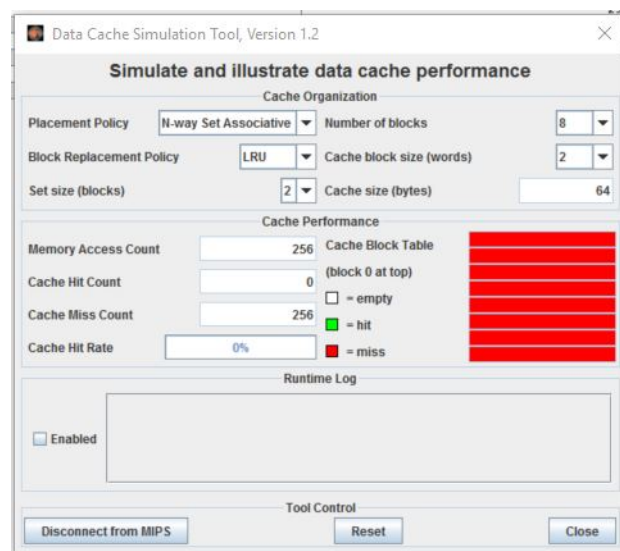 Data Cache Simulation Tool, Version 1.2
Simulate and illustrate data cache performance
Cache Organization
Placement Policy N-way Set Associative Number of blocks 8
Block Replacement Policy LRU Cache block size (words) 2
Set size (blocks) 2 Cache size (bytes) 64
Cache Performance
Memory Access Count 256 Cache Block Table
(block 0 at top)
Cache Hit Count 0
= empty
Cache Miss Count 256
= hit
Cache Hit Rate 0%
= miss
Runtime Log
Enabled
Tool Control
Disconnect from MIPS Reset Close